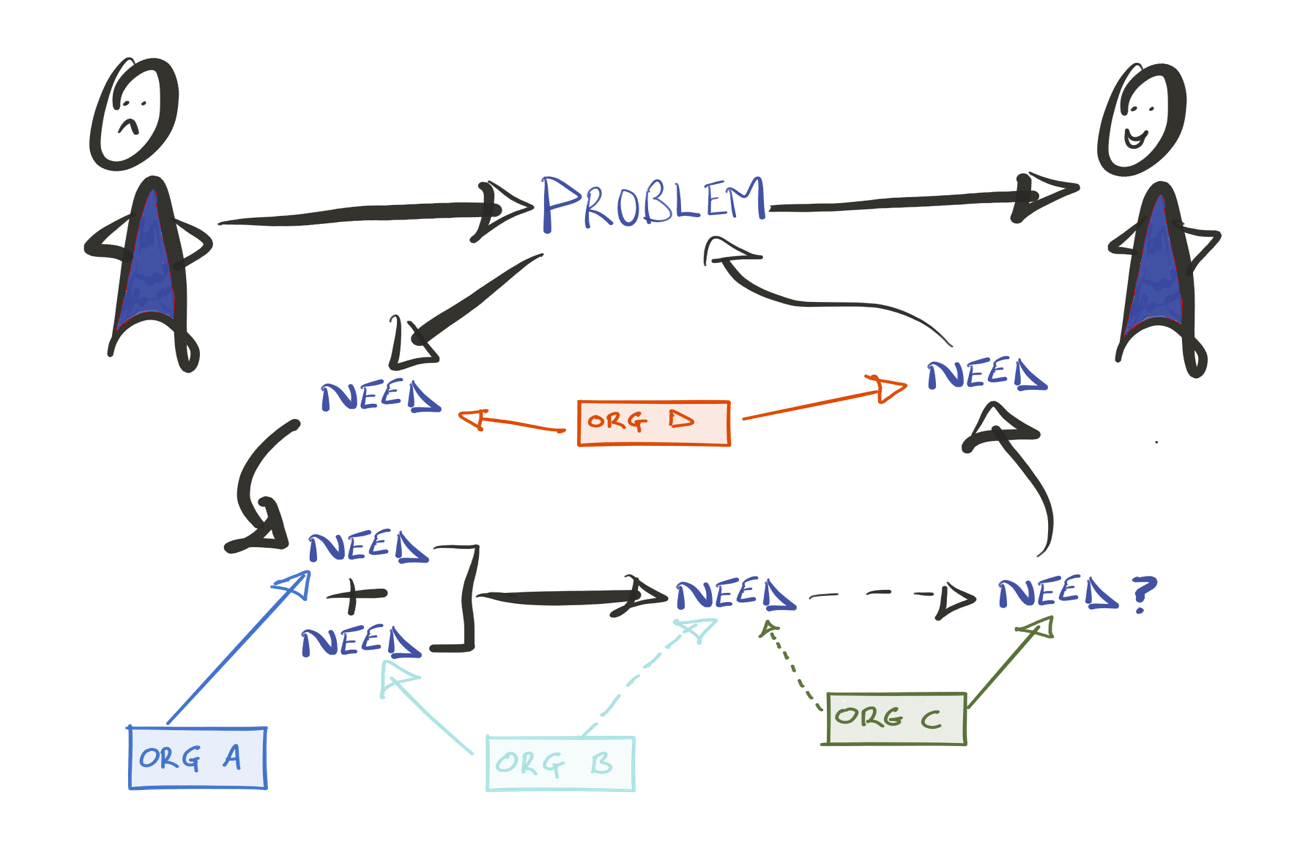 PROBLEM
NEED
NEED
ORG D
NEED
+
NEED
NEED
NEED?
ORG A
ORG B
ORG C